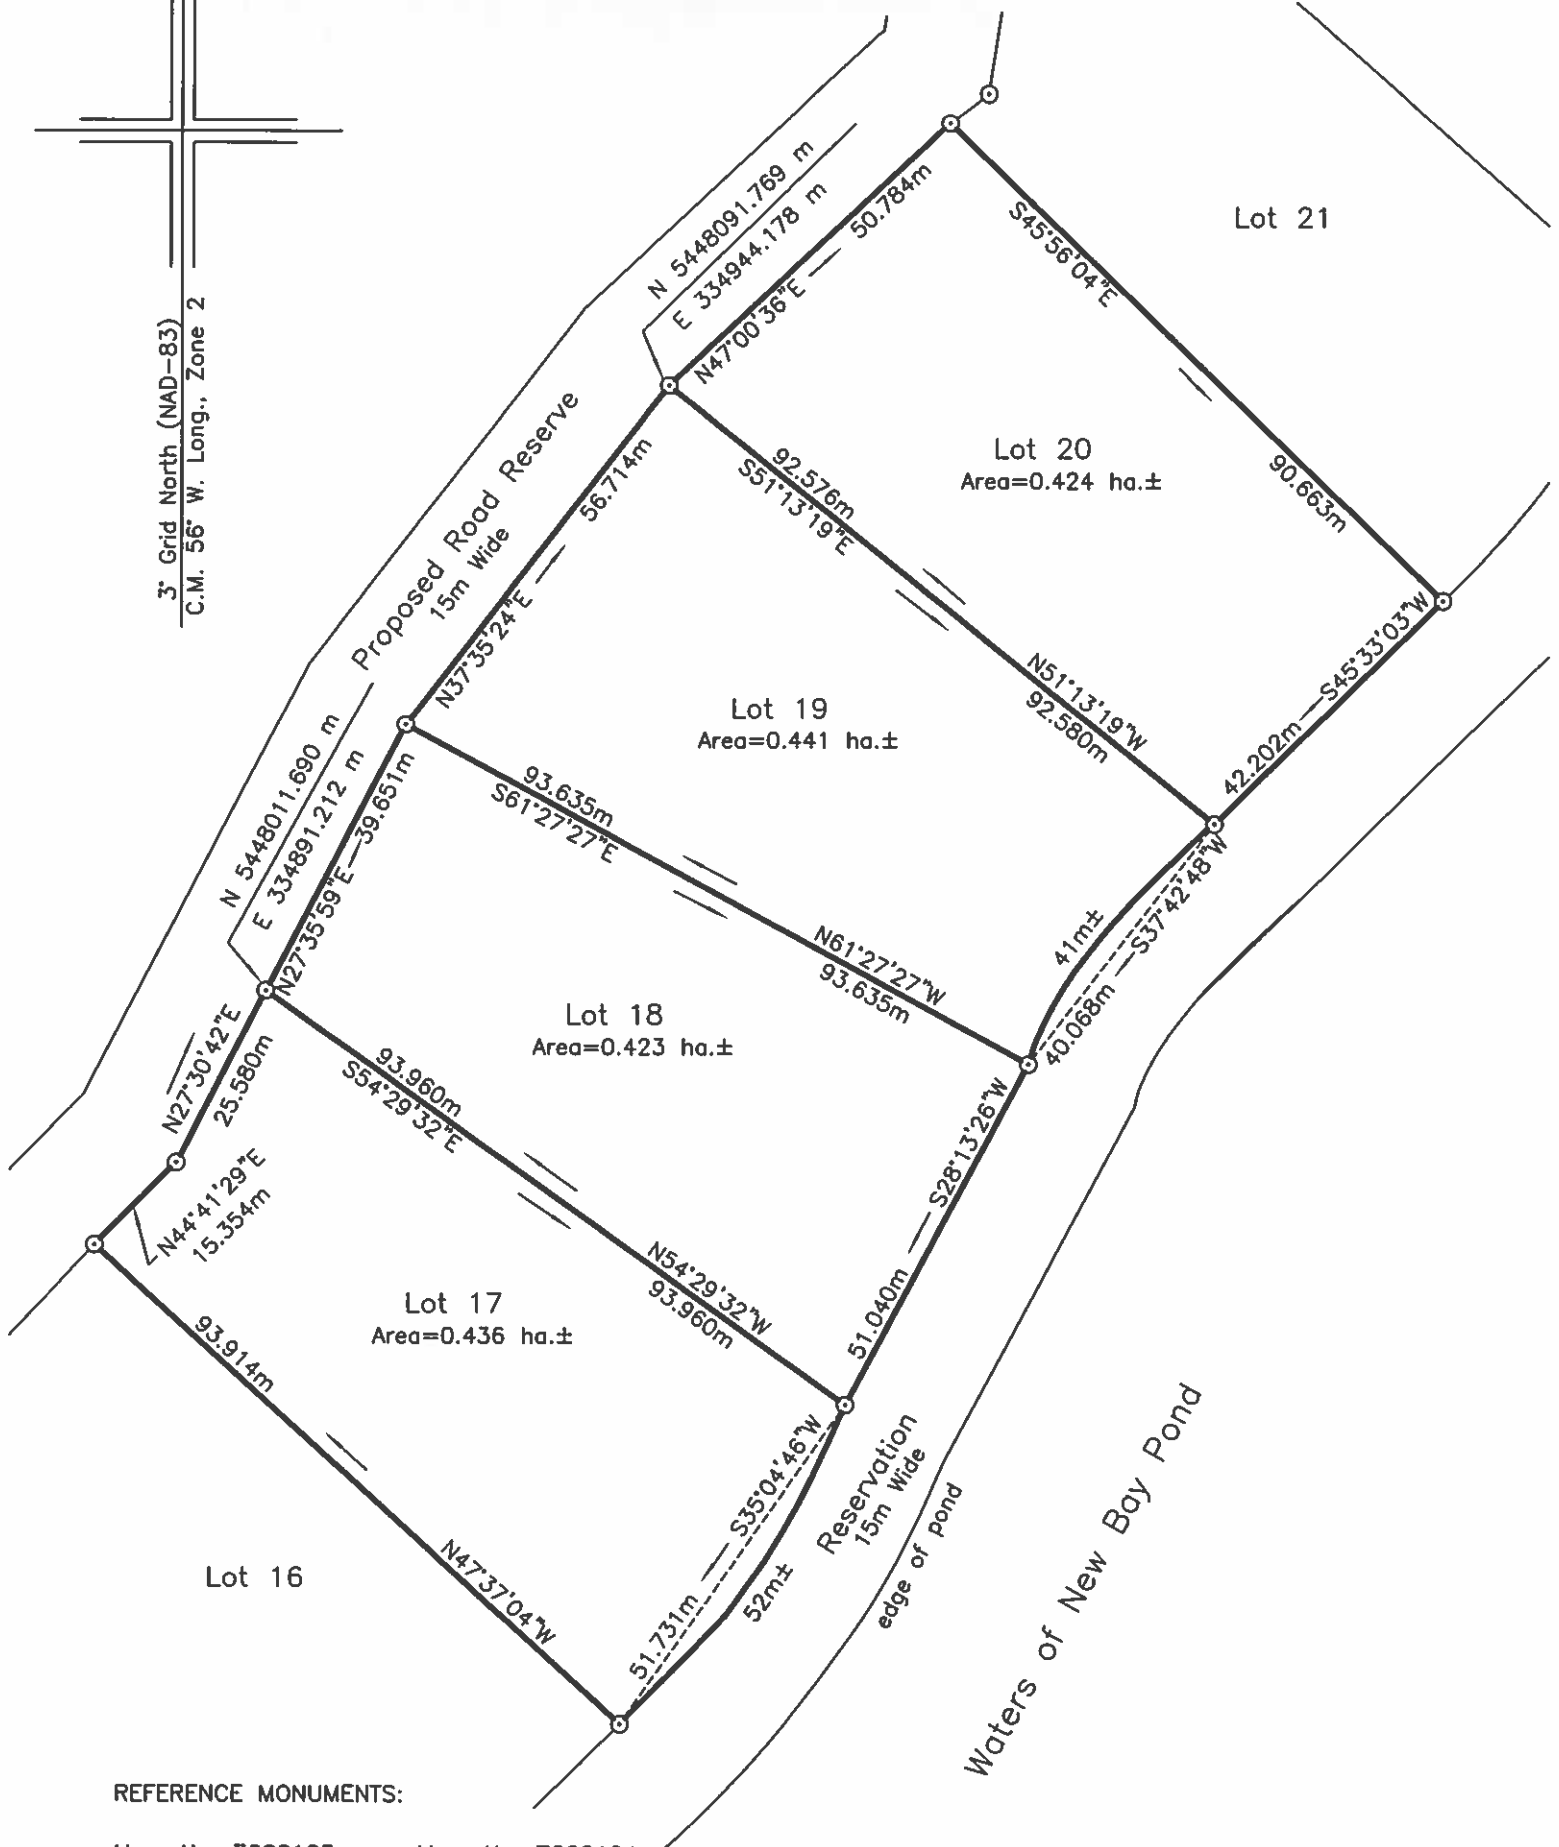 3° Grid North (NAD-83)
C.M. 56° W. Long., Zone 2
N 5448091.769 m
E 334944.178 m
50.784m
N47°00'36"E
S45°56'04"E
90.663m
Lot 21
Lot 20
Area=0.424 ha.±
Proposed Road Reserve
15m Wide
56.714m
N37°35'24"E
92.576m
S51°13'19"E
N51°13'19"W
92.580m
42.202m
S45°33'03"W
Lot 19
Area=0.441 ha.±
N 5448011.690 m
E 334891.212 m
N27°35'59"E
39.651m
93.635m
S61°27'27"E
N61°27'27"W
93.635m
41m±
40.068m
S37°42'48"W
Lot 18
Area=0.423 ha.±
N27°30'42"E
25.580m
N44°41'29"E
15.354m
93.960m
S54°29'32"E
N54°29'32"W
93.960m
51.040m
S28°13'26"W
Lot 17
Area=0.436 ha.±
93.914m
N47°37'04"W
51.731m
S35°04'46"W
52m±
Reservation
15m Wide
edge of pond
Waters of New Bay Pond
Lot 16
REFERENCE MONUMENTS: